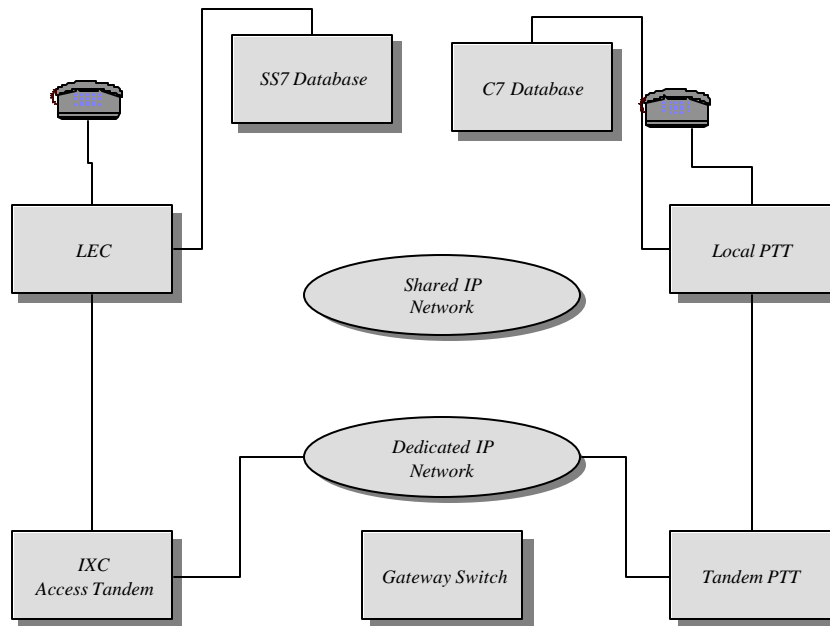 SS7 Database
C7 Database
LEC
Local PTT
Shared IP
Network
Dedicated IP
Network
IXC
Access Tandem
Gateway Switch
Tandem PTT